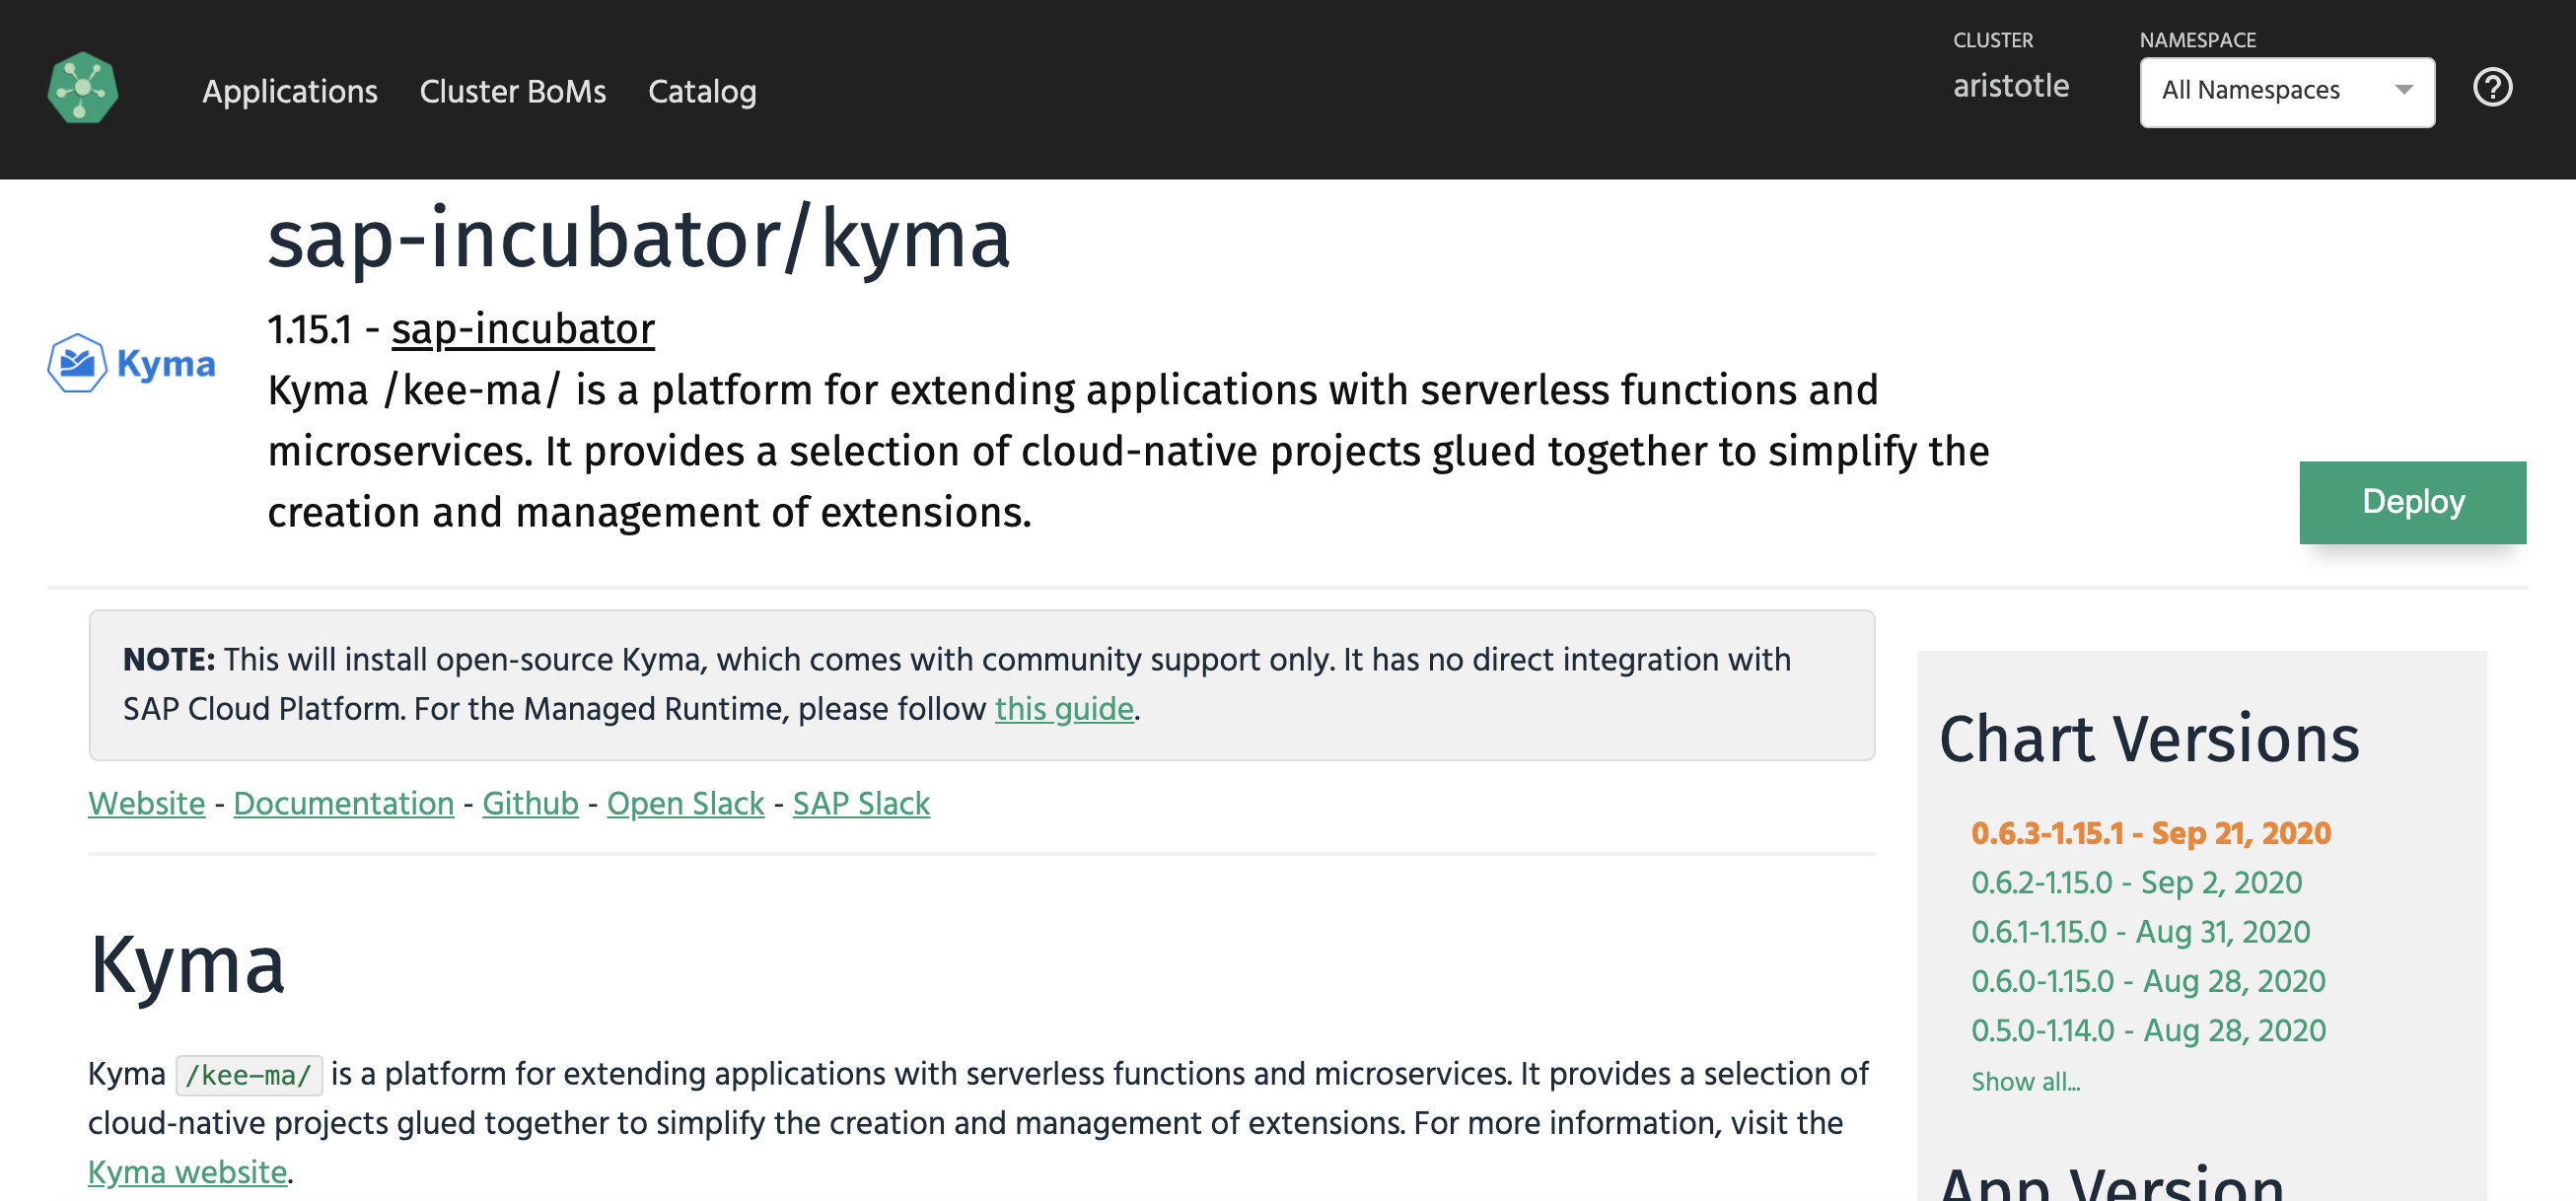 Applications Cluster BoMs Catalog
CLUSTER
aristotle
NAMESPACE
All Namespaces
?
sap-incubator/kyma
Kyma
1.15.1 - sap-incubator
Kyma /kee-ma/ is a platform for extending applications with serverless functions and
microservices. It provides a selection of cloud-native projects glued together to simplify the
creation and management of extensions.
Deploy
NOTE: This will install open-source Kyma, which comes with community support only. It has no direct integration with
SAP Cloud Platform. For the Managed Runtime, please follow this guide.
Website - Documentation - Github - Open Slack - SAP Slack
Kyma
Kyma /kee-ma/ is a platform for extending applications with serverless functions and microservices. It provides a selection of
cloud-native projects glued together to simplify the creation and management of extensions. For more information, visit the
Kyma website.
Chart Versions
0.6.3-1.15.1 - Sep 21, 2020
0.6.2-1.15.0 - Sep 2, 2020
0.6.1-1.15.0 - Aug 31, 2020
0.6.0-1.15.0 - Aug 28, 2020
0.5.0-1.14.0 - Aug 28, 2020
Show all...
App Version